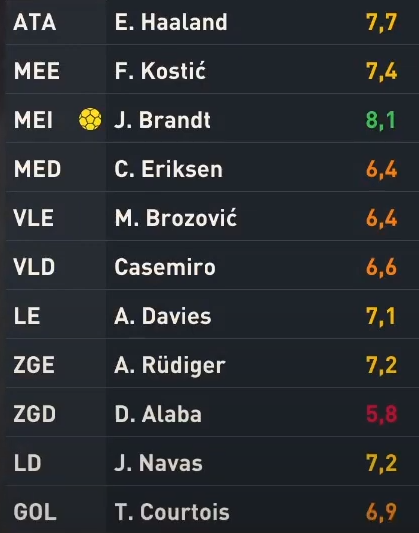 ATA E. Haaland 7,7
MEE F. Kostić 7,4
MEI J. Brandt 8,1
MED C. Eriksen 6,4
VLE M. Brozović 6,4
VLD Casemiro 6,6
LE A. Davies 7,1
ZGE A. Rüdiger 7,2
ZGD D. Alaba 5,8
LD J. Navas 7,2
GOL T. Courtois 6,9